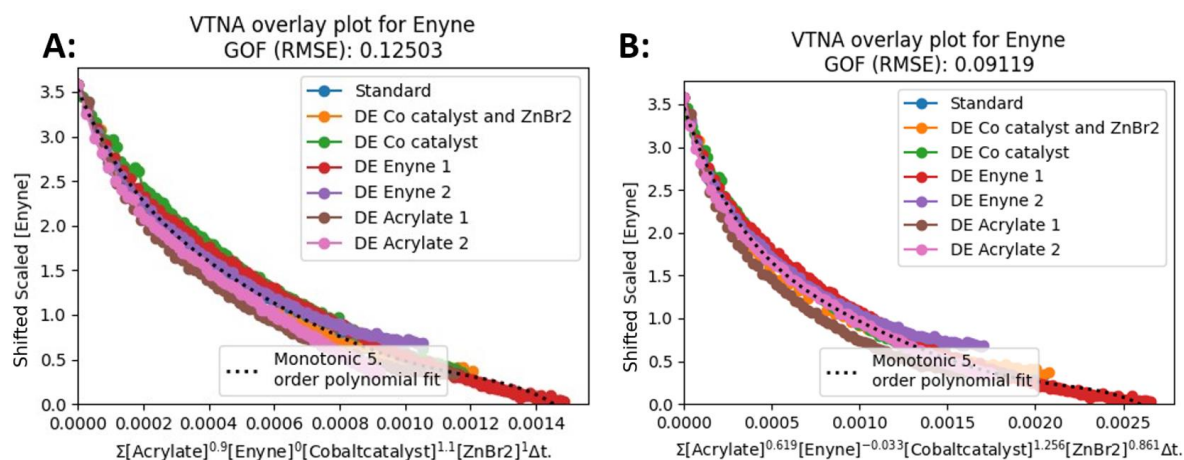 A:
VTNA overlay plot for Enyne
GOF (RMSE): 0.12503
Shifted Scaled [Enyne]
3.5
3.0
2.5
2.0
1.5
1.0
0.5
0.0
Standard
DE Co catalyst and ZnBr2
DE Co catalyst
DE Enyne 1
DE Enyne 2
DE Acrylate 1
DE Acrylate 2
Monotonic 5.
order polynomial fit
0.0000 0.0002 0.0004 0.0006 0.0008 0.0010 0.0012 0.0014
Σ[Acrylate]^0.9[Enyne]^0[Cobaltcatalyst]^1.1[ZnBr2]^1Δt.
B:
VTNA overlay plot for Enyne
GOF (RMSE): 0.09119
Shifted Scaled [Enyne]
3.5
3.0
2.5
2.0
1.5
1.0
0.5
0.0
Standard
DE Co catalyst and ZnBr2
DE Co catalyst
DE Enyne 1
DE Enyne 2
DE Acrylate 1
DE Acrylate 2
Monotonic 5.
order polynomial fit
0.0000 0.0005 0.0010 0.0015 0.0020 0.0025
Σ[Acrylate]^0.619[Enyne]^−0.033[Cobaltcatalyst]^1.256[ZnBr2]^0.861Δt.